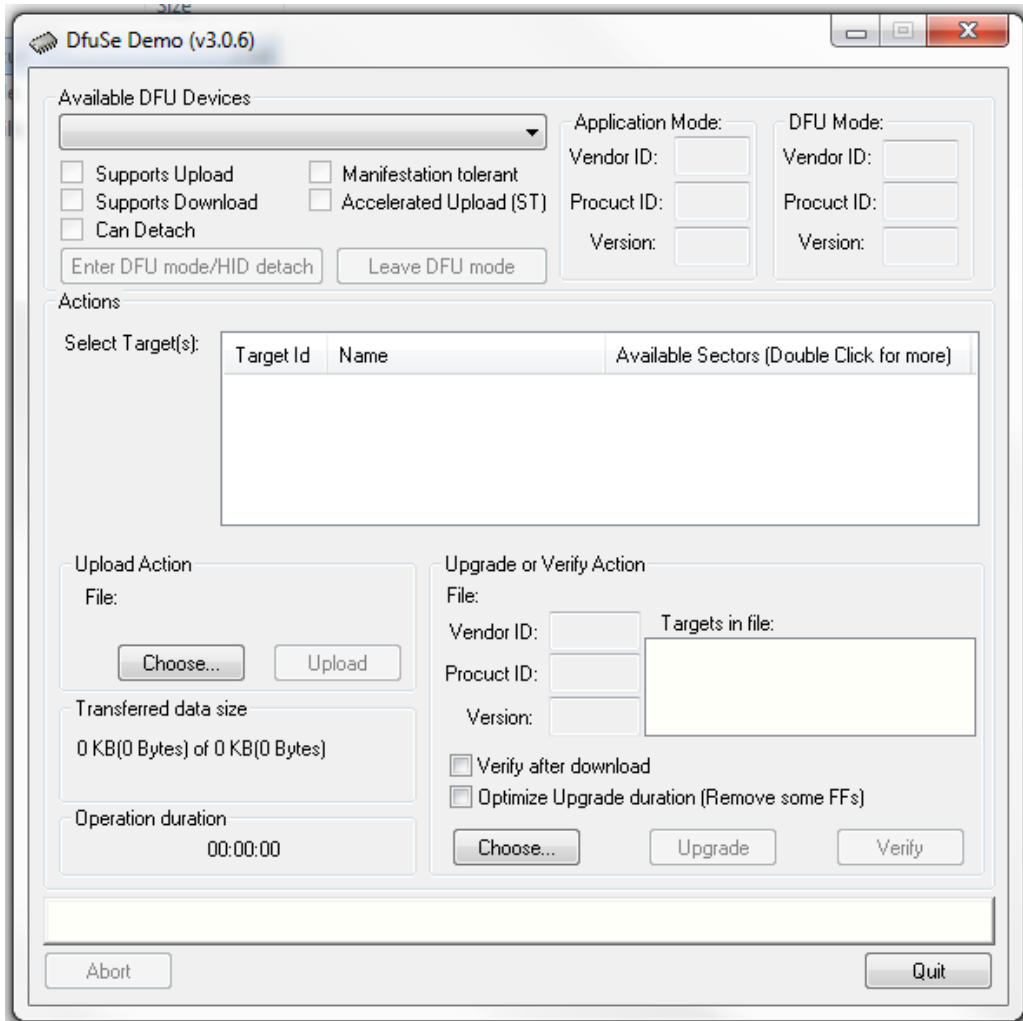 Size
DfuSe Demo (v3.0.6)
Available DFU Devices
Application Mode:
DFU Mode:
Supports Upload
Manifestation tolerant
Vendor ID:
Vendor ID:
Supports Download
Accelerated Upload (ST)
Procuct ID:
Procuct ID:
Can Detach
Version:
Version:
Enter DFU mode/HID detach
Leave DFU mode
Actions
Select Target(s):
Target Id Name Available Sectors (Double Click for more)
Upload Action
File:
Choose... Upload
Transferred data size
0 KB(0 Bytes) of 0 KB(0 Bytes)
Operation duration
00:00:00
Upgrade or Verify Action
File:
Vendor ID:
Targets in file:
Procuct ID:
Version:
Verify after download
Optimize Upgrade duration (Remove some FFs)
Choose... Upgrade Verify
Abort Quit